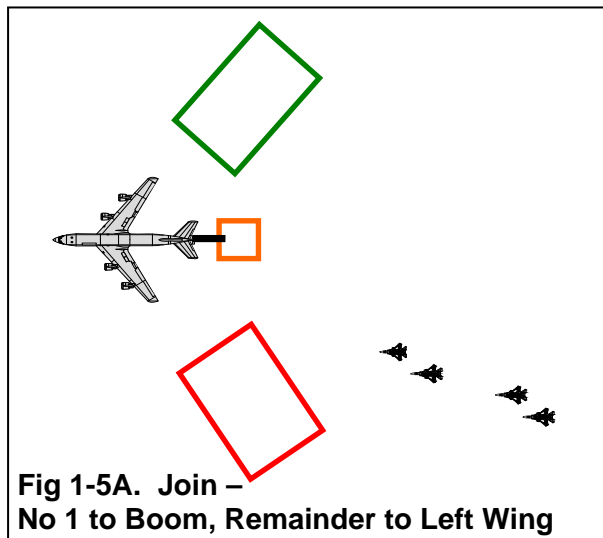 Fig 1-5A.  Join –
No 1 to Boom, Remainder to Left Wing